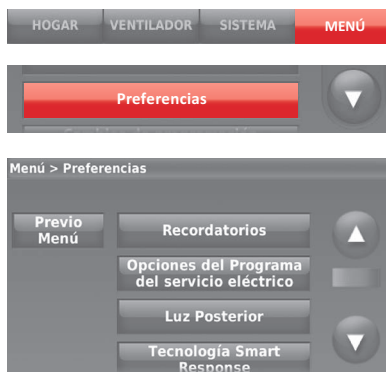 HOGAR VENTILADOR SISTEMA MENÚ
Preferencias
Menú > Preferencias
Previo
Menú
Recordatorios
Opciones del Programa
del servicio eléctrico
Luz Posterior
Tecnología Smart
Response